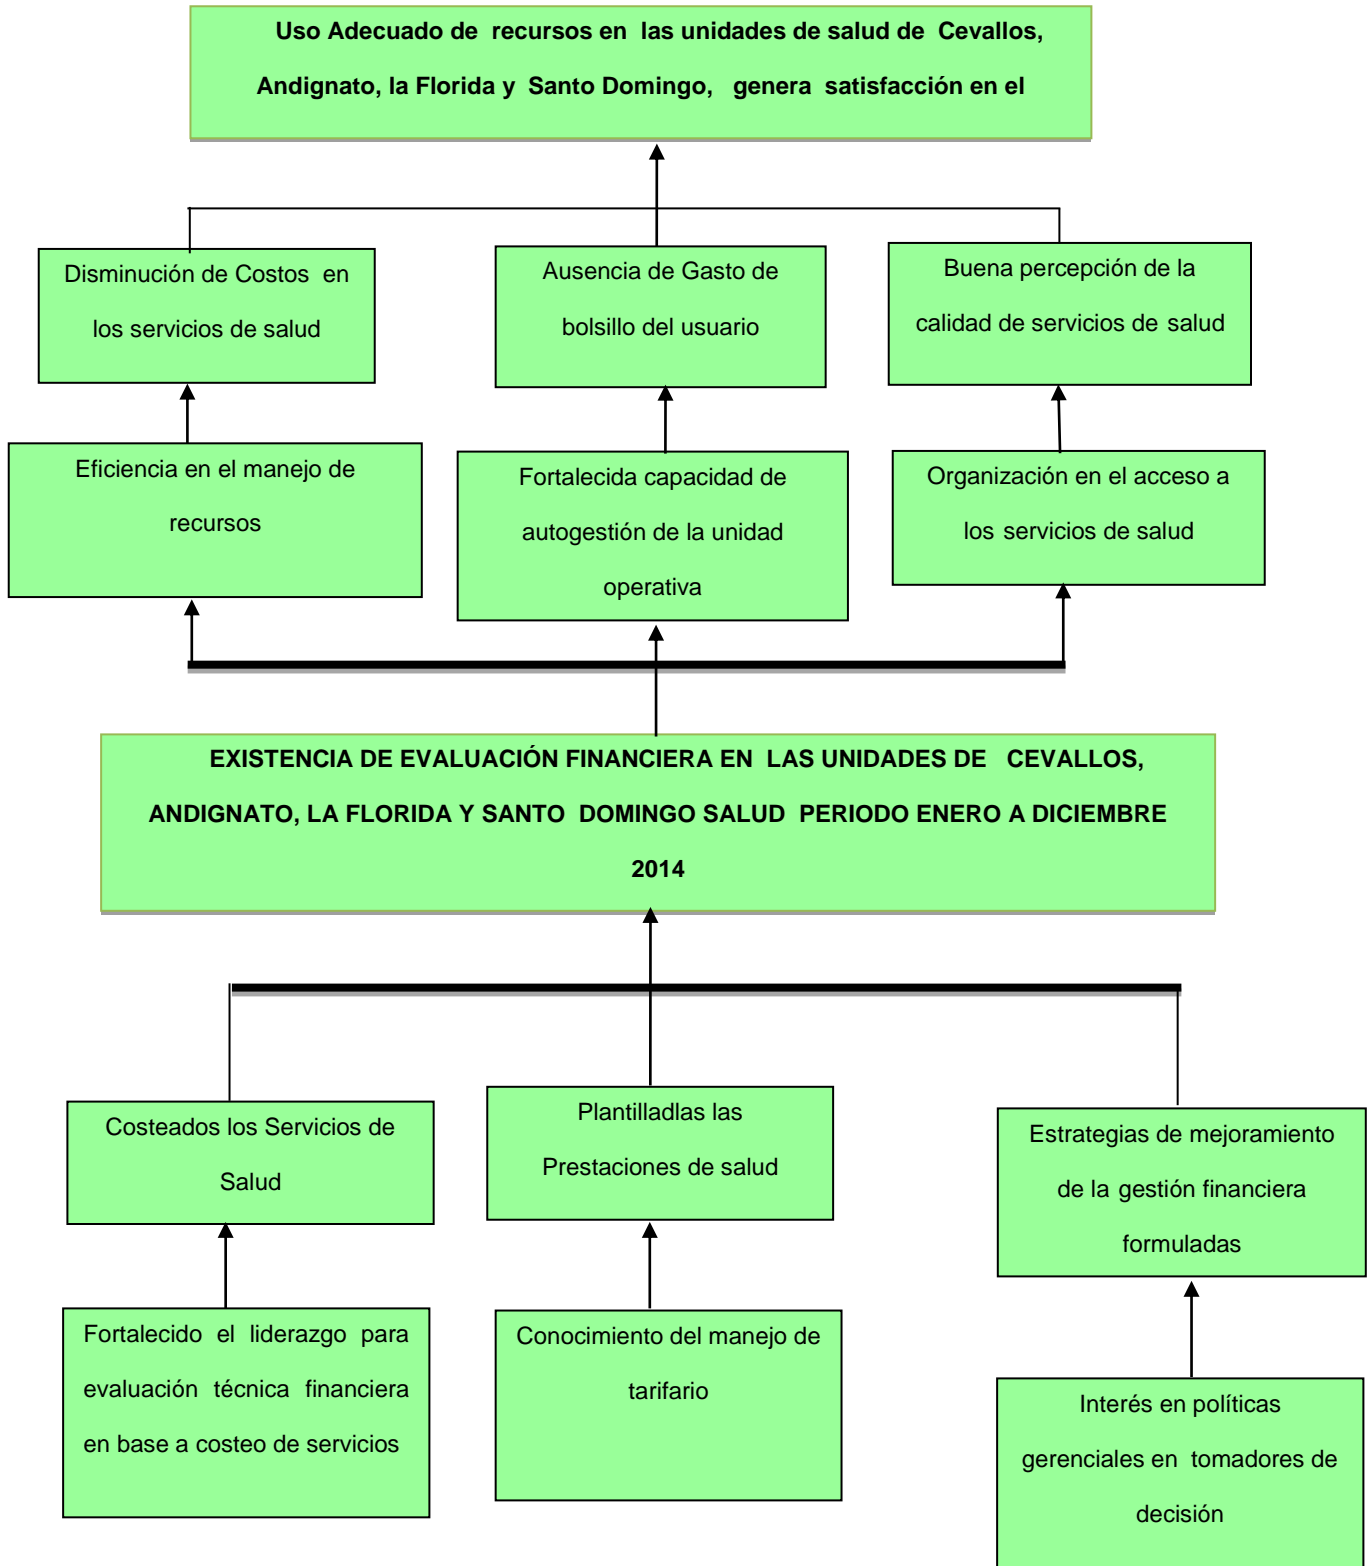 Uso Adecuado de recursos en las unidades de salud de Cevallos,
Andignato, la Florida y Santo Domingo, genera satisfacción en el
Disminución de Costos en
los servicios de salud
Ausencia de Gasto de
bolsillo del usuario
Buena percepción de la
calidad de servicios de salud
Eficiencia en el manejo de
recursos
Fortalecida capacidad de
autogestión de la unidad
operativa
Organización en el acceso a
los servicios de salud
EXISTENCIA DE EVALUACIÓN FINANCIERA EN LAS UNIDADES DE CEVALLOS,
ANDIGNATO, LA FLORIDA Y SANTO DOMINGO SALUD PERIODO ENERO A DICIEMBRE
2014
Costeados los Servicios de
Salud
Plantilladlas las
Prestaciones de salud
Estrategias de mejoramiento
de la gestión financiera
formuladas
Fortalecido el liderazgo para
evaluación técnica financiera
en base a costeo de servicios
Conocimiento del manejo de
tarifario
Interés en políticas
gerenciales en tomadores de
decisión